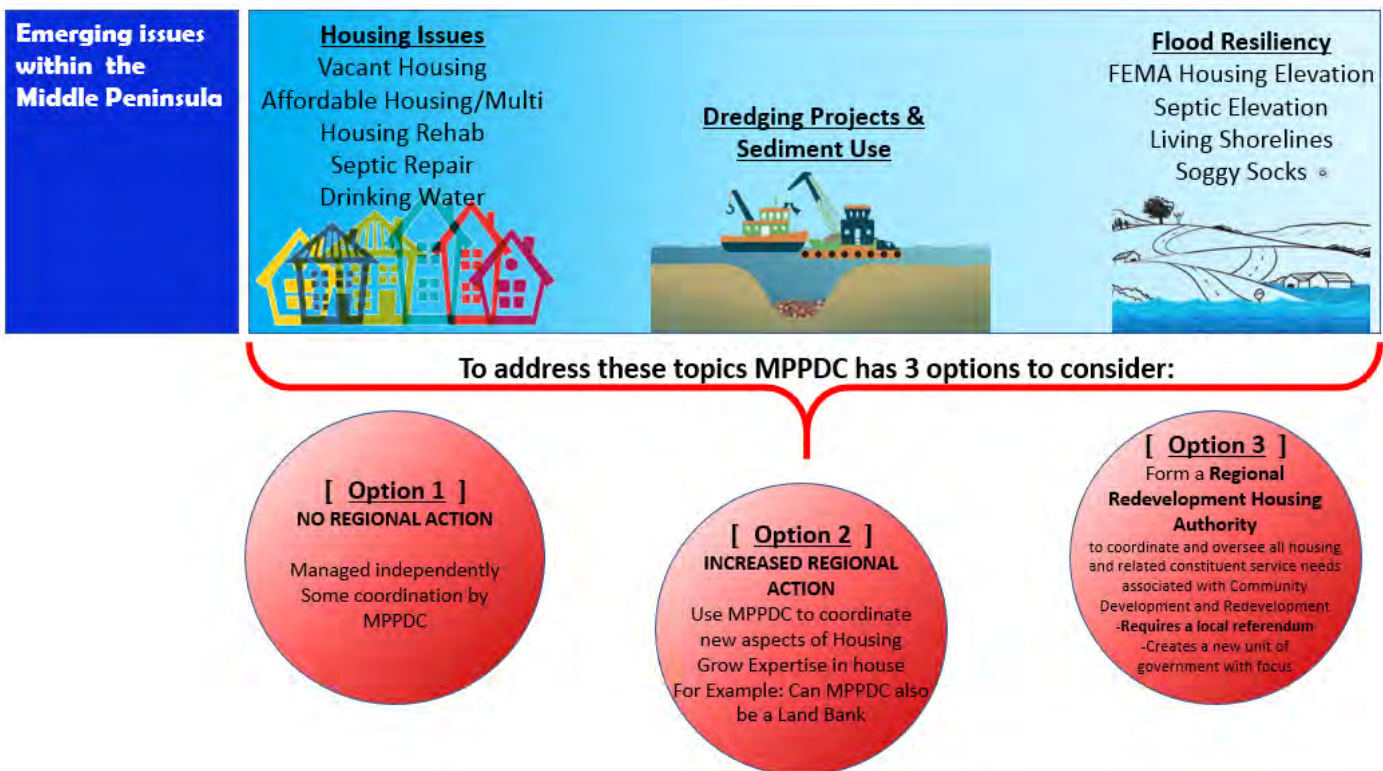 Emerging issues
within the
Middle Peninsula
Housing Issues
Vacant Housing
Affordable Housing/Multi
Housing Rehab
Septic Repair
Drinking Water
Dredging Projects &
Sediment Use
Flood Resiliency
FEMA Housing Elevation
Septic Elevation
Living Shorelines
Soggy Socks
To address these topics MPPDC has 3 options to consider:
[ Option 1 ]
NO REGIONAL ACTION
Managed independently
Some coordination by
MPPDC
[ Option 2 ]
INCREASED REGIONAL
ACTION
Use MPPDC to coordinate
new aspects of Housing
Grow Expertise in house
For Example: Can MPPDC also
be a Land Bank
[ Option 3 ]
Form a Regional
Redevelopment Housing
Authority
to coordinate and oversee all housing
and related constituent service needs
associated with Community
Development and Redevelopment
-Requires a local referendum
-Creates a new unit of
government with focus